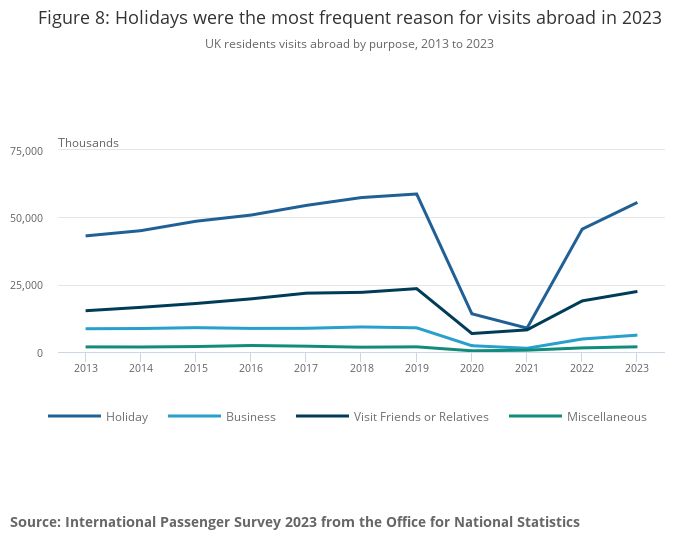 Figure 8: Holidays were the most frequent reason for visits abroad in 2023
UK residents visits abroad by purpose, 2013 to 2023
Thousands
75,000
50,000
25,000
0
2013 2014 2015 2016 2017 2018 2019 2020 2021 2022 2023
Holiday Business Visit Friends or Relatives Miscellaneous
Source: International Passenger Survey 2023 from the Office for National Statistics